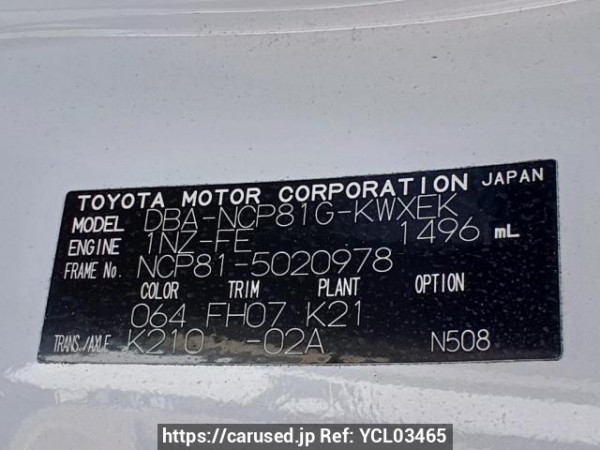 TOYOTA MOTOR CORPORATION JAPAN
MODEL DBA-NCP81G-KWXEK
ENGINE 1NZ-FE 1496 mL
FRAME No. NCP81-5020978
COLOR TRIM PLANT OPTION
064 FH07 K21
TRANS./AXLE K210 -02A N508
https://carused.jp Ref: YCL03465